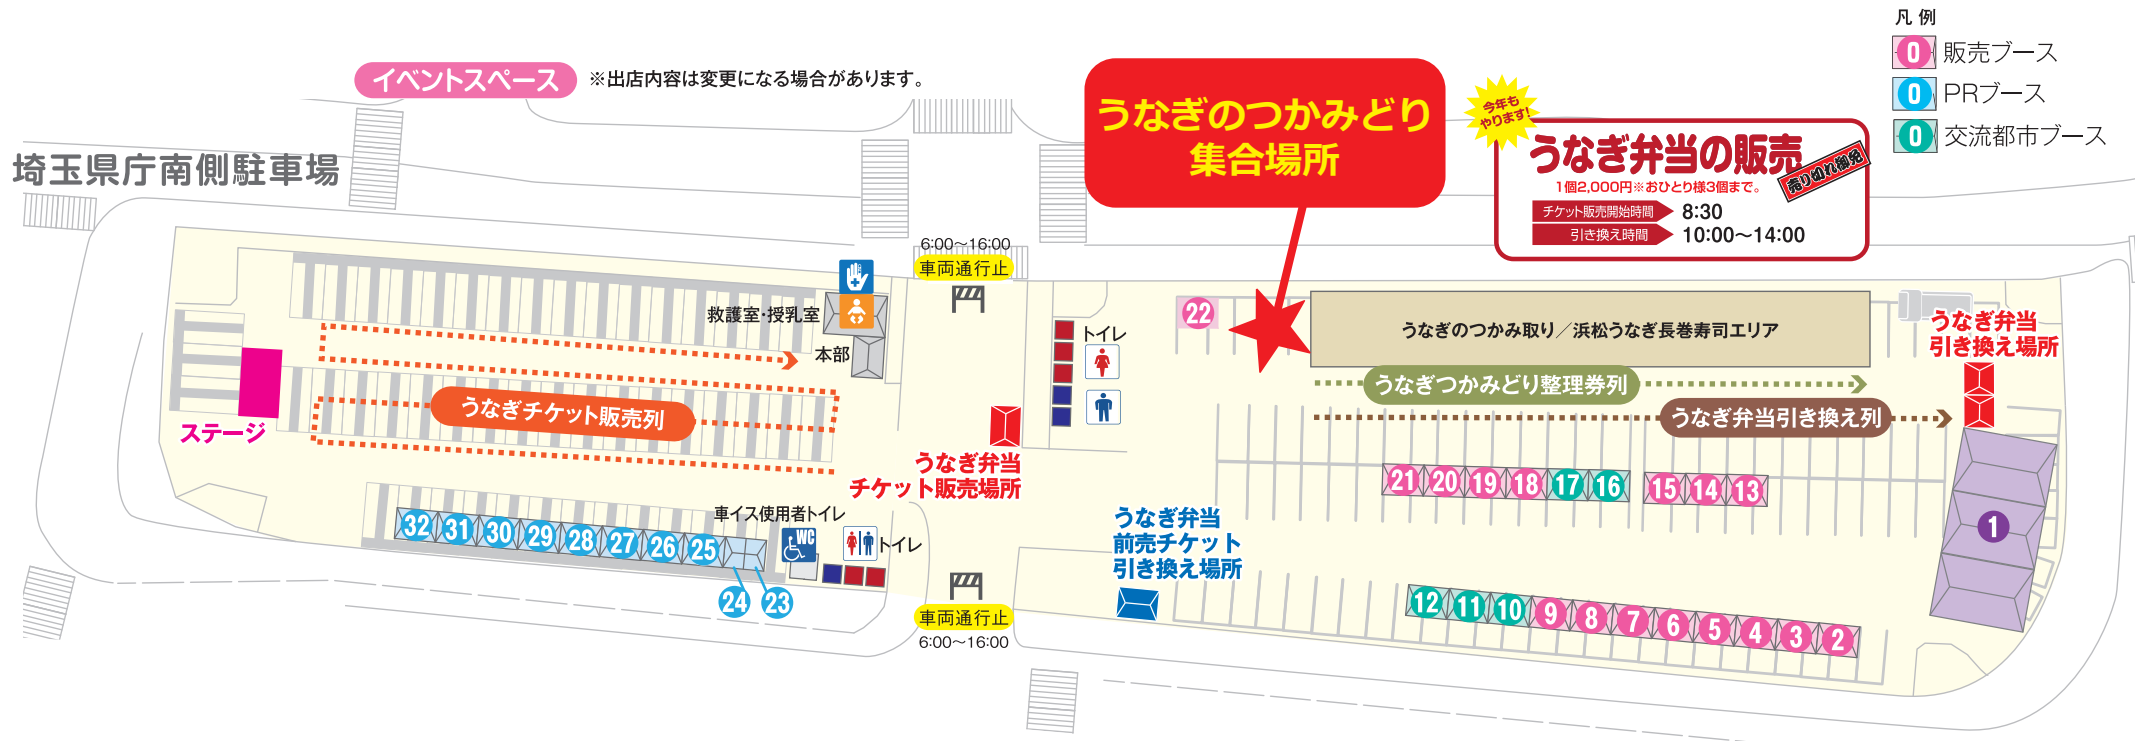 凡例
0 販売ブース
0 PRブース
0 交流都市ブース
イベントスペース
※出店内容は変更になる場合があります。
埼玉県庁南側駐車場
うなぎのつかみどり
集合場所
今年も
やります!
うなぎ弁当の販売
売り切れ御免
1個2,000円※おひとり様3個まで。
チケット販売開始時間 8:30
引き換え時間 10:00〜14:00
6:00〜16:00
車両通行止
救護室・授乳室
本部
トイレ
22
うなぎのつかみ取り/浜松うなぎ長巻寿司エリア
うなぎ弁当
引き換え場所
うなぎつかみどり整理券列
うなぎ弁当引き換え列
うなぎチケット販売列
ステージ
うなぎ弁当
チケット販売場所
21 20 19 18 17 16 15 14 13
1
車イス使用者トイレ
WC
トイレ
32 31 30 29 28 27 26 25
24 23
うなぎ弁当
前売チケット
引き換え場所
12 11 10 9 8 7 6 5 4 3 2
車両通行止
6:00〜16:00